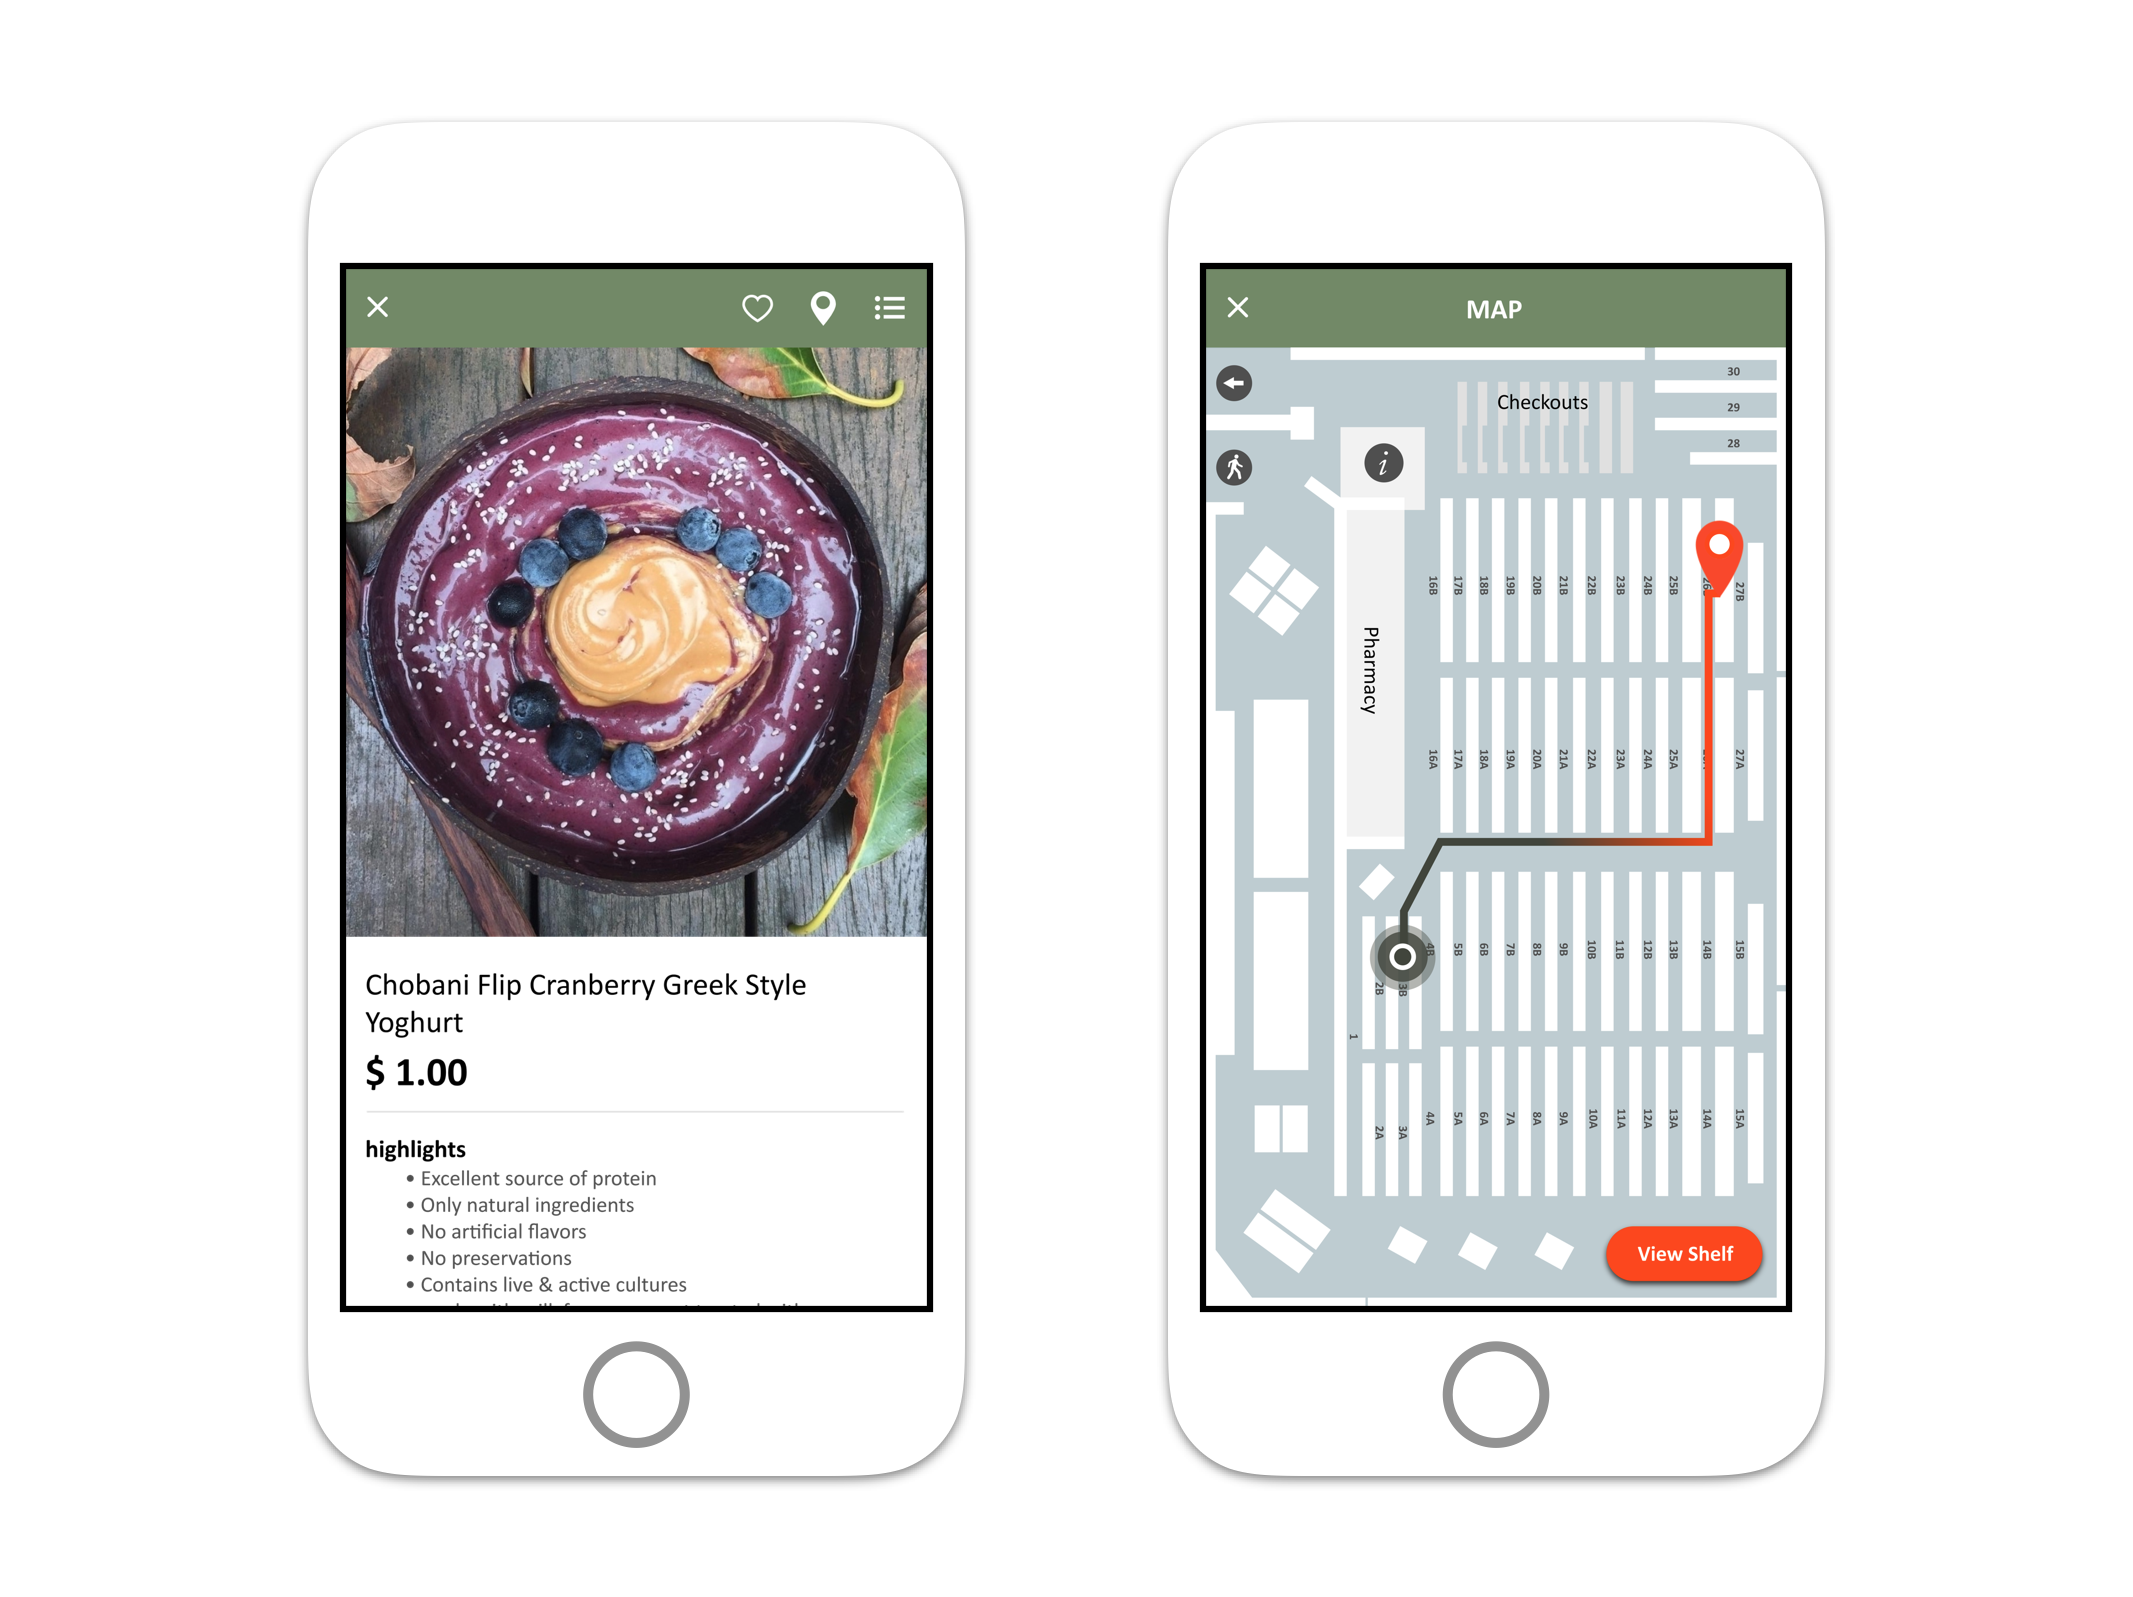 Chobani Flip Cranberry Greek Style
Yoghurt
$ 1.00
highlights
• Excellent source of protein
• Only natural ingredients
• No artificial flavors
• No preservations
• Contains live & active cultures
MAP
30
Checkouts
29
28
i
16B 17B 18B 19B 20B 21B 22B 23B 24B 25B 27B
Pharmacy
16A 17A 18A 19A 20A 21A 22A 23A 24A 25A 27A
5B 6B 7B 8B 9B 10B 11B 12B 13B 14B 15B
2B 3B
1
2A 3A 4A 5A 6A 7A 8A 9A 10A 11A 12A 13A 14A 15A
View Shelf